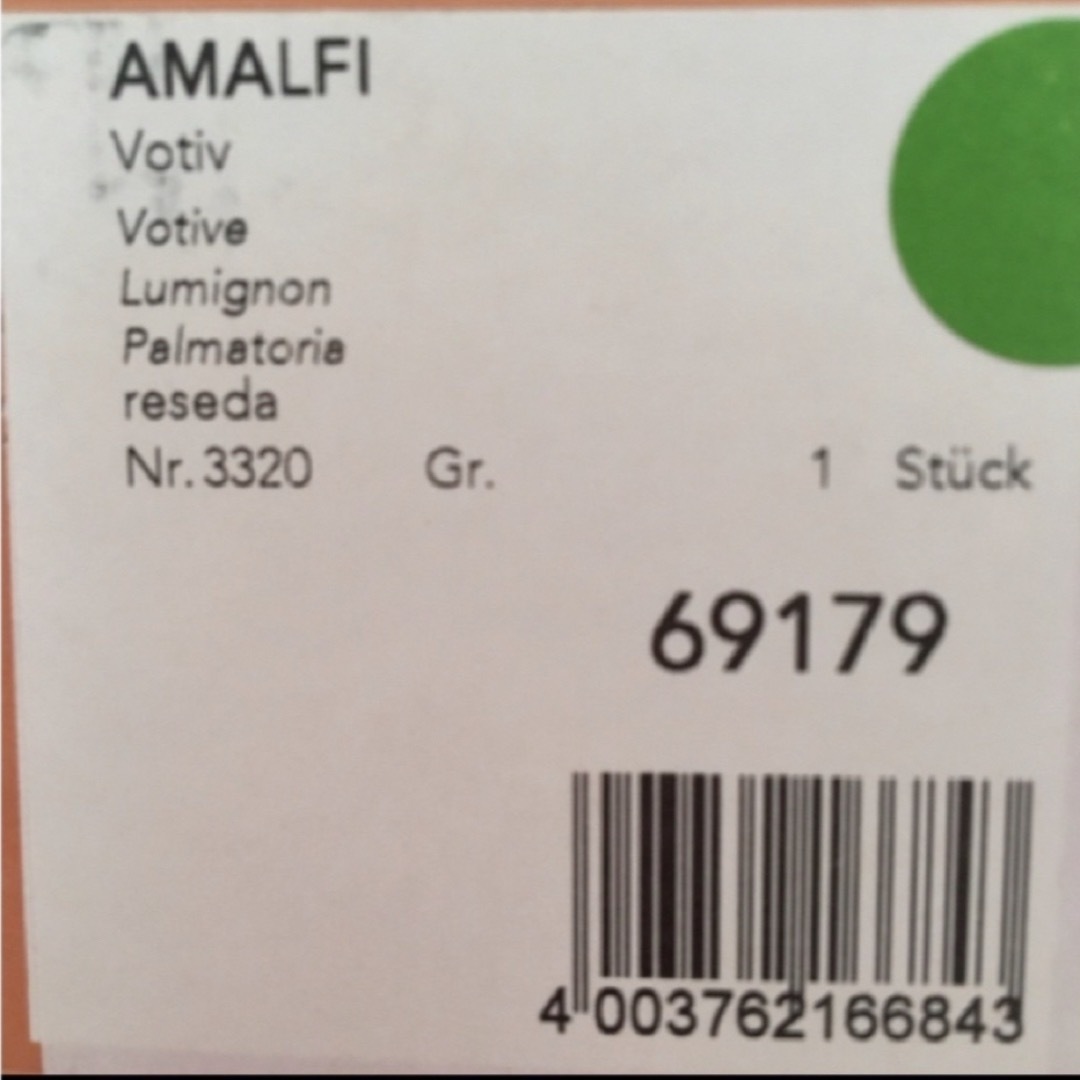 AMALFI
Votiv
Votive
Lumignon
Palmatoria
reseda
Nr. 3320 Gr. 1 Stück
69179
4 003762 166843